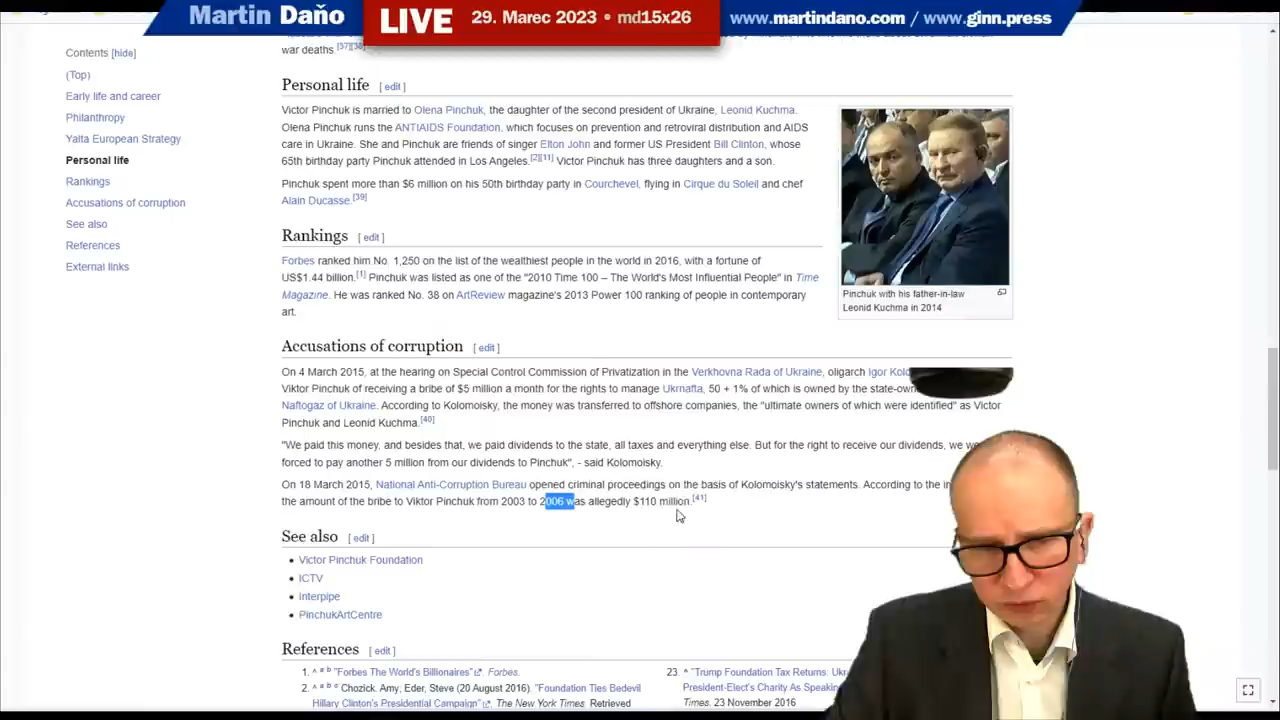 Martin Daňo
LIVE
29. Marec 2023 • md15x26
www.martindano.com / www.ginn.press
Contents [hide]
(Top)
Early life and career
Philanthropy
Yalta European Strategy
Personal life
Rankings
Accusations of corruption
See also
References
External links
war deaths.[37][38]
Personal life [ edit ]
Victor Pinchuk is married to Olena Pinchuk, the daughter of the second president of Ukraine, Leonid Kuchma.
Olena Pinchuk runs the ANTIAIDS Foundation, which focuses on prevention and retroviral distribution and AIDS
care in Ukraine. She and Pinchuk are friends of singer Elton John and former US President Bill Clinton, whose
65th birthday party Pinchuk attended in Los Angeles.[2][11] Victor Pinchuk has three daughters and a son.
Pinchuk spent more than $6 million on his 50th birthday party in Courchevel, flying in Cirque du Soleil and chef
Alain Ducasse.[39]
Pinchuk with his father-in-law
Leonid Kuchma in 2014
Rankings [ edit ]
Forbes ranked him No. 1,250 on the list of the wealthiest people in the world in 2016, with a fortune of
US$1.44 billion.[1] Pinchuk was listed as one of the "2010 Time 100 – The World's Most Influential People" in Time
Magazine. He was ranked No. 38 on ArtReview magazine's 2013 Power 100 ranking of people in contemporary
art.
Accusations of corruption [ edit ]
On 4 March 2015, at the hearing on Special Control Commission of Privatization in the Verkhovna Rada of Ukraine, oligarch Igor
Viktor Pinchuk of receiving a bribe of $5 million a month for the rights to manage Ukrnafta, 50 + 1% of which is owned by the
Naftogaz of Ukraine. According to Kolomoisky, the money was transferred to offshore companies, the "ultimate owners of which were identified" as Victor
Pinchuk and Leonid Kuchma.[40]
"We paid this money, and besides that, we paid dividends to the state, all taxes and everything else. But for the right to receive our dividends, we
forced to pay another 5 million from our dividends to Pinchuk", - said Kolomoisky.
On 18 March 2015, National Anti-Corruption Bureau opened criminal proceedings on the basis of Kolomoisky's statements. According to the
the amount of the bribe to Viktor Pinchuk from 2003 to 2006 was allegedly $110 million.[41]
See also [ edit ]
• Victor Pinchuk Foundation
• ICTV
• Interpipe
• PinchukArtCentre
References [ edit ]
1. ^ a b "Forbes The World's Billionaires". Forbes.
2. ^ a b c Chozick. Amy, Eder, Steve (20 August 2016). "Foundation Ties Bedevil
Hillary Clinton's Presidential Campaign". The New York Times. Retrieved
23. ^ "Trump Foundation Tax Returns:
President-Elect's Charity As
Times. 23 November 2016